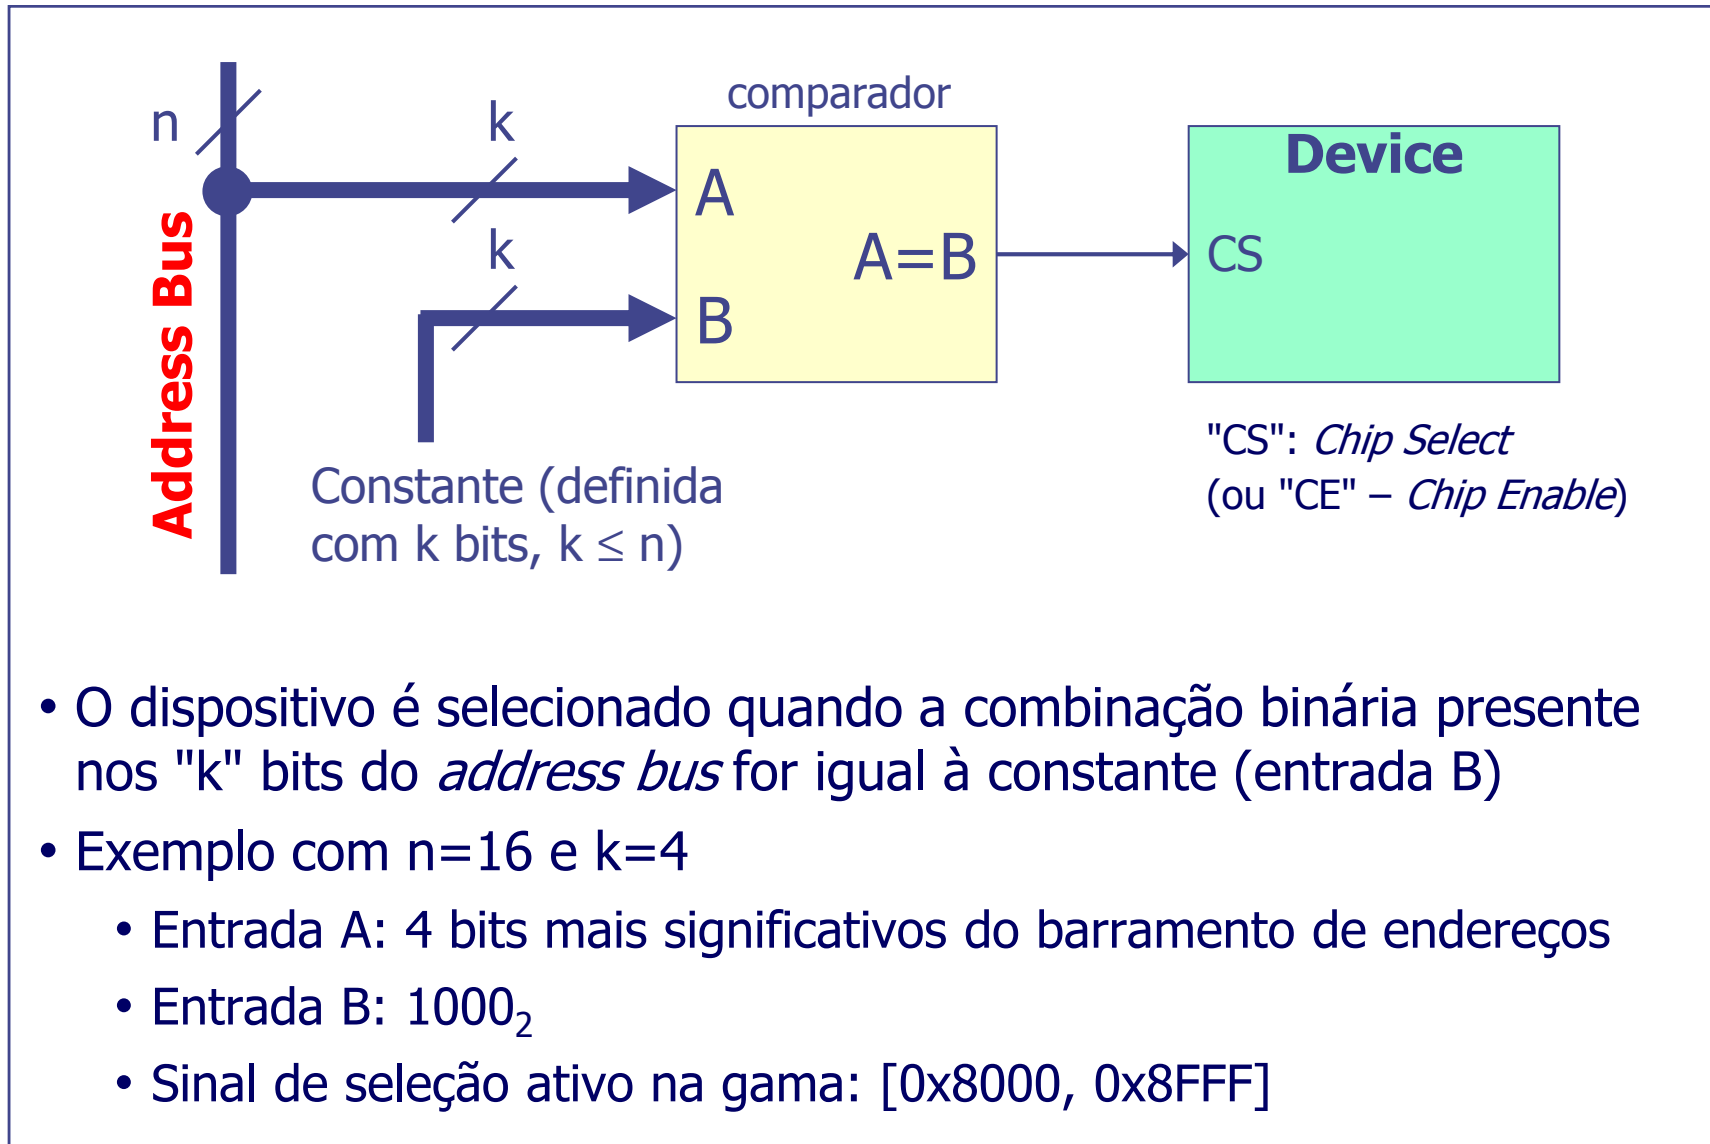 comparador
n
k
Device
A
k
A=B
CS
B
Address Bus
"CS": Chip Select
(ou "CE" – Chip Enable)
Constante (definida
com k bits, k ≤ n)
• O dispositivo é selecionado quando a combinação binária presente
nos "k" bits do address bus for igual à constante (entrada B)
• Exemplo com n=16 e k=4
• Entrada A: 4 bits mais significativos do barramento de endereços
• Entrada B: 1000₂
• Sinal de seleção ativo na gama: [0x8000, 0x8FFF]